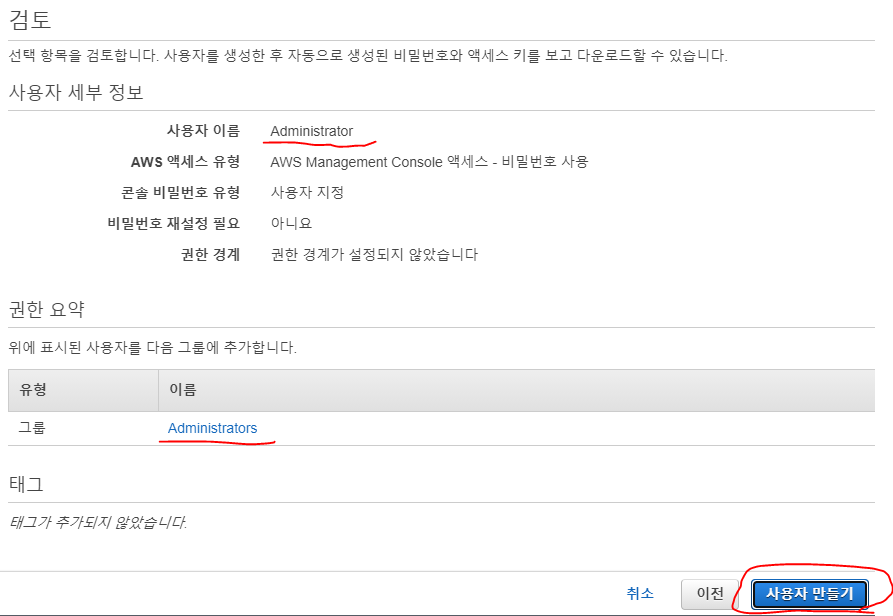 검토
선택 항목을 검토합니다. 사용자를 생성한 후 자동으로 생성된 비밀번호와 액세스 키를 보고 다운로드할 수 있습니다.
사용자 세부 정보
사용자 이름 Administrator
AWS 액세스 유형 AWS Management Console 액세스 - 비밀번호 사용
콘솔 비밀번호 유형 사용자 지정
비밀번호 재설정 필요 아니요
권한 경계 권한 경계가 설정되지 않았습니다
권한 요약
위에 표시된 사용자를 다음 그룹에 추가합니다.
유형 이름
그룹 Administrators
태그
태그가 추가되지 않았습니다.
취소 이전 사용자 만들기